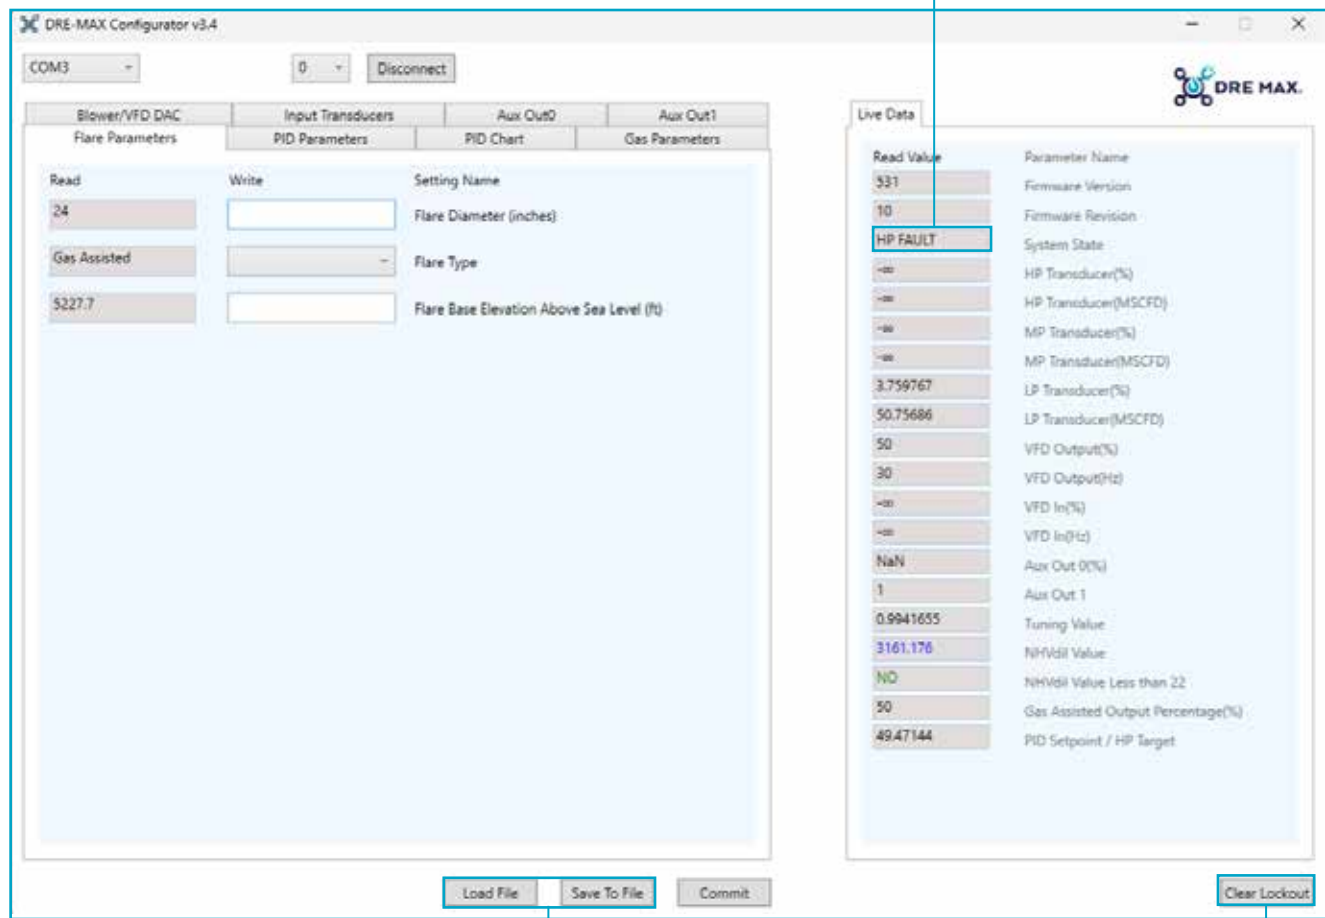 DRE-MAX Configurator v3.4
COM3 0 Disconnect
DRE MAX.
Blower/VFD DAC Input Transducers Aux Out0 Aux Out1
Flare Parameters PID Parameters PID Chart Gas Parameters
Read Write Setting Name
24 Flare Diameter (inches)
Gas Assisted Flare Type
5227.7 Flare Base Elevation Above Sea Level (ft)
Load File Save To File Commit
Live Data
Read Value Parameter Name
531 Firmware Version
10 Firmware Revision
HP FAULT System State
-∞ HP Transducer(%)
-∞ HP Transducer(MSCFD)
-∞ MP Transducer(%)
-∞ MP Transducer(MSCFD)
3.759767 LP Transducer(%)
50.75686 LP Transducer(MSCFD)
50 VFD Output(%)
30 VFD Output(Hz)
-∞ VFD In(%)
-∞ VFD In(Hz)
NaN Aux Out 0(%)
1 Aux Out 1
0.9941655 Tuning Value
3161.176 NHVdil Value
NO NHVdil Value Less than 22
50 Gas Assisted Output Percentage(%)
49.47144 PID Setpoint / HP Target
Clear Lockout